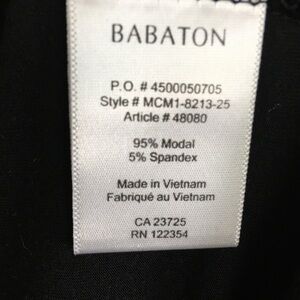 BABATON
P.O. # 4500050705
Style # MCM1-8213-25
Article # 48080
95% Modal
5% Spandex
Made in Vietnam
Fabriqué au Vietnam
CA 23725
RN 122354